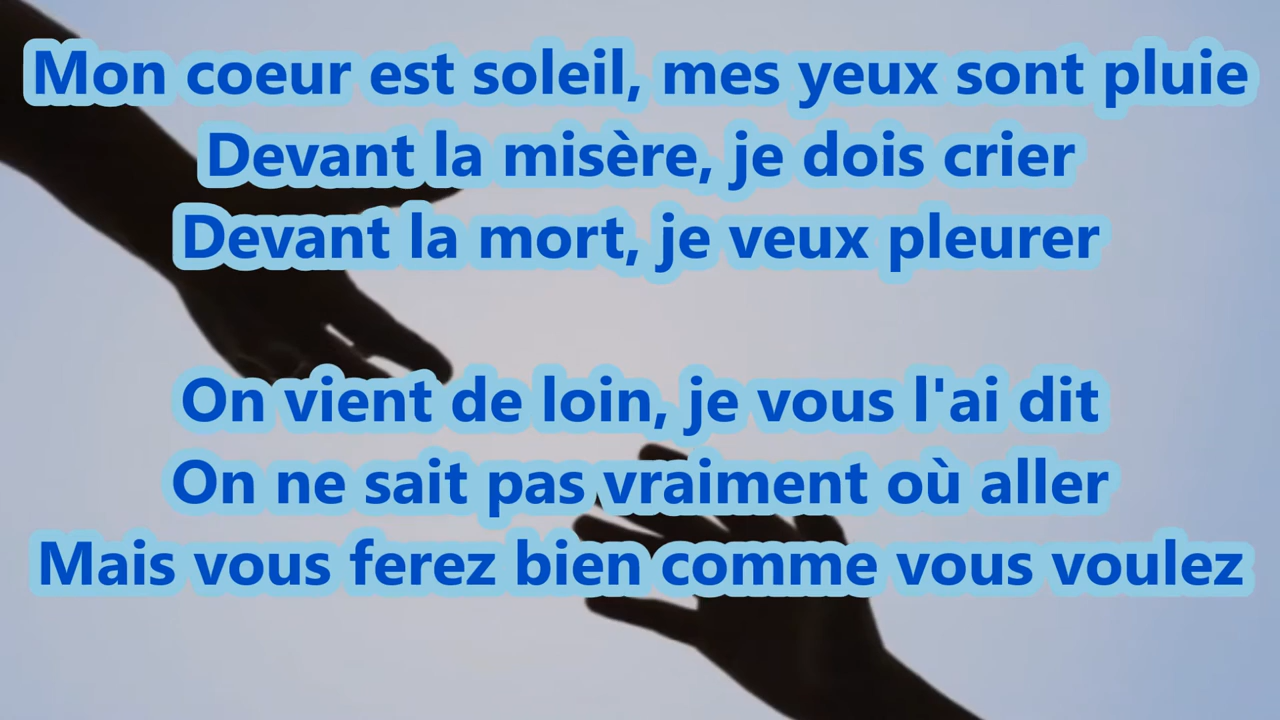 Mon coeur est soleil, mes yeux sont pluie
Devant la misère, je dois crier
Devant la mort, je veux pleurer
On vient de loin, je vous l'ai dit
On ne sait pas vraiment où aller
Mais vous ferez bien comme vous voulez